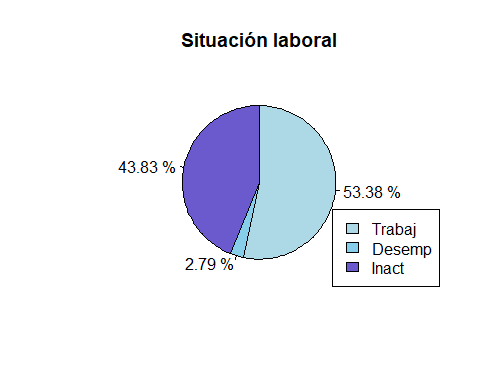 Situación laboral
43.83 %
53.38 %
2.79 %
Trabaj
Desemp
Inact